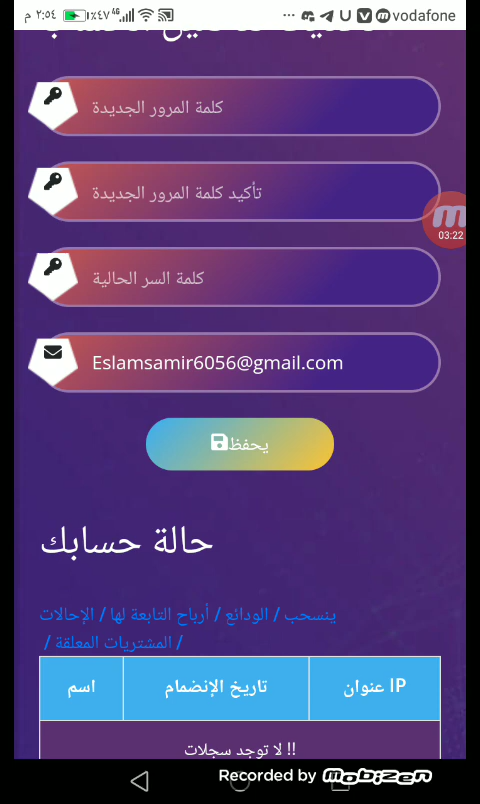 م ٢:٥٤ ٪٤٧ 4G ... vodafone
كلمة المرور الجديدة
تأكيد كلمة المرور الجديدة
03:22
كلمة السر الحالية
Eslamsamir6056@gmail.com
يحفظ
حالة حسابك
ينسحب / الودائع / أرباح التابعة لها / الإحالات
/ المشتريات المعلقة /
اسم تاريخ الإنضمام عنوان IP
!! لا توجد سجلات
Recorded by Mobizen